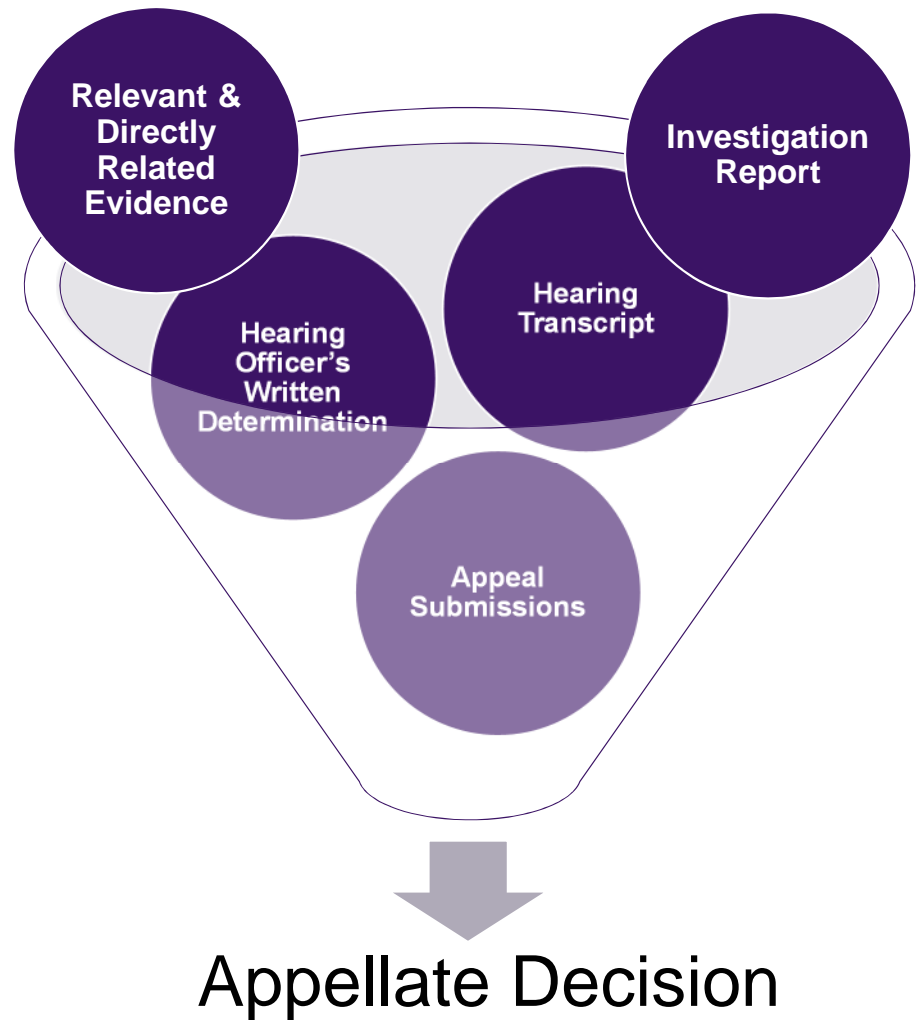 Relevant &
Directly
Related
Evidence
Investigation
Report
Hearing
Transcript
Hearing
Officer’s
Written
Determination
Appeal
Submissions
Appellate Decision